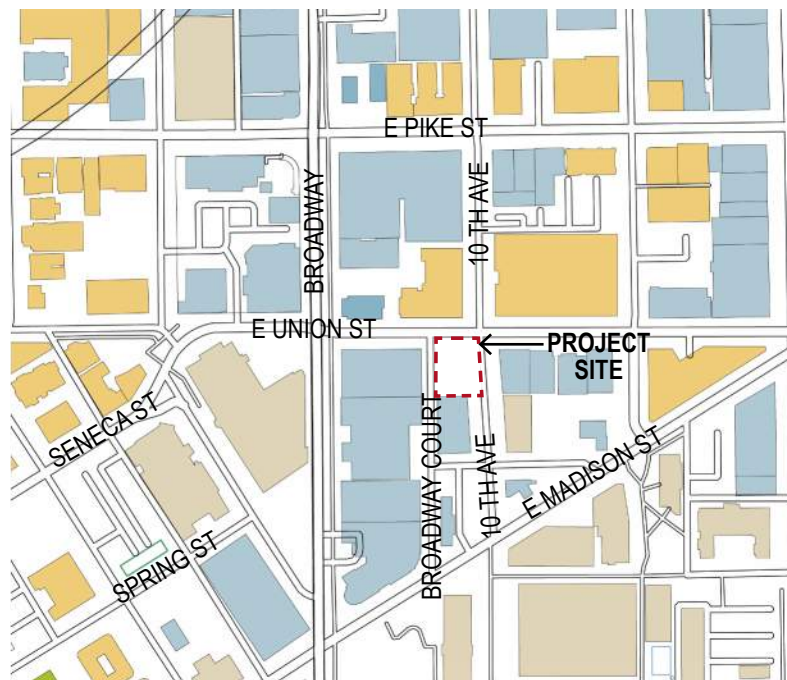 E PIKE ST
BROADWAY
10 TH AVE
E UNION ST
PROJECT
SITE
SENECA ST
BROADWAY COURT
10 TH AVE
E MADISON ST
SPRING ST